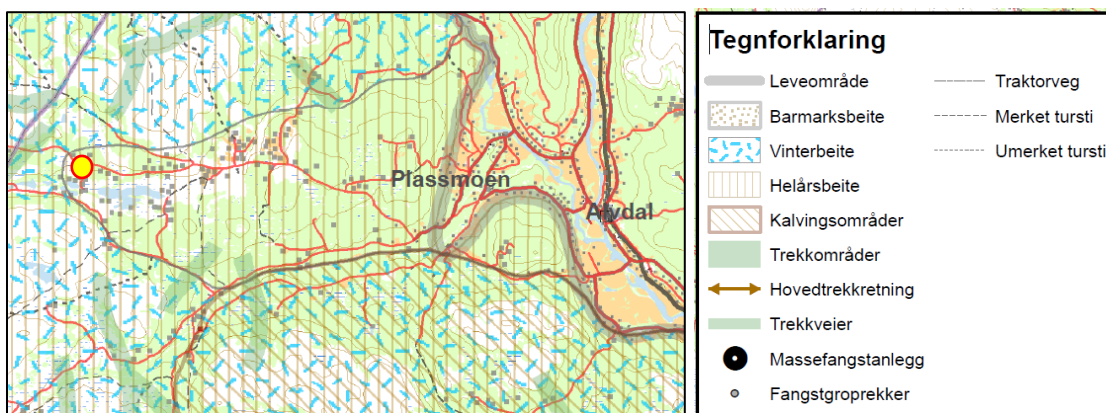 Plassmoen
Alvdal
Tegnforklaring
Leveområde
Barmarksbeite
Vinterbeite
Helårsbeite
Kalvingsområder
Trekkområder
Hovedtrekkretning
Trekkveier
Massefangstanlegg
Fangstgroprekker
Traktorveg
Merket tursti
Umerket tursti